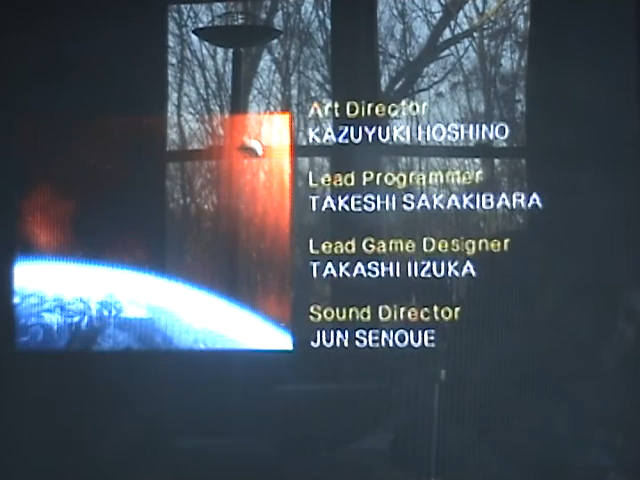 Art Director
KAZUYUKI HOSHINO
Lead Programmer
TAKESHI SAKAKIBARA
Lead Game Designer
TAKASHI IIZUKA
Sound Director
JUN SENOUE